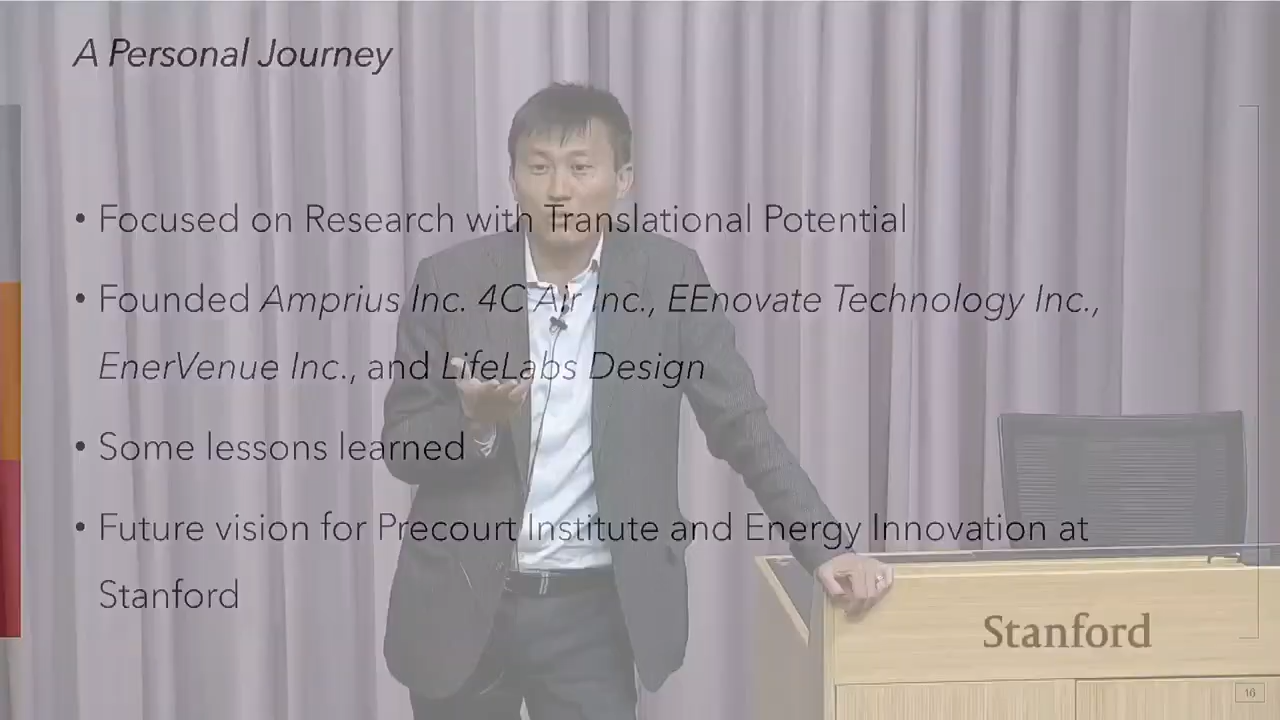 A Personal Journey
• Focused on Research with Translational Potential
• Founded Amprius Inc. 4C Air Inc., EEnovate Technology Inc.,
EnerVenue Inc., and LifeLabs Design
• Some lessons learned
• Future vision for Precourt Institute and Energy Innovation at
Stanford
Stanford
16